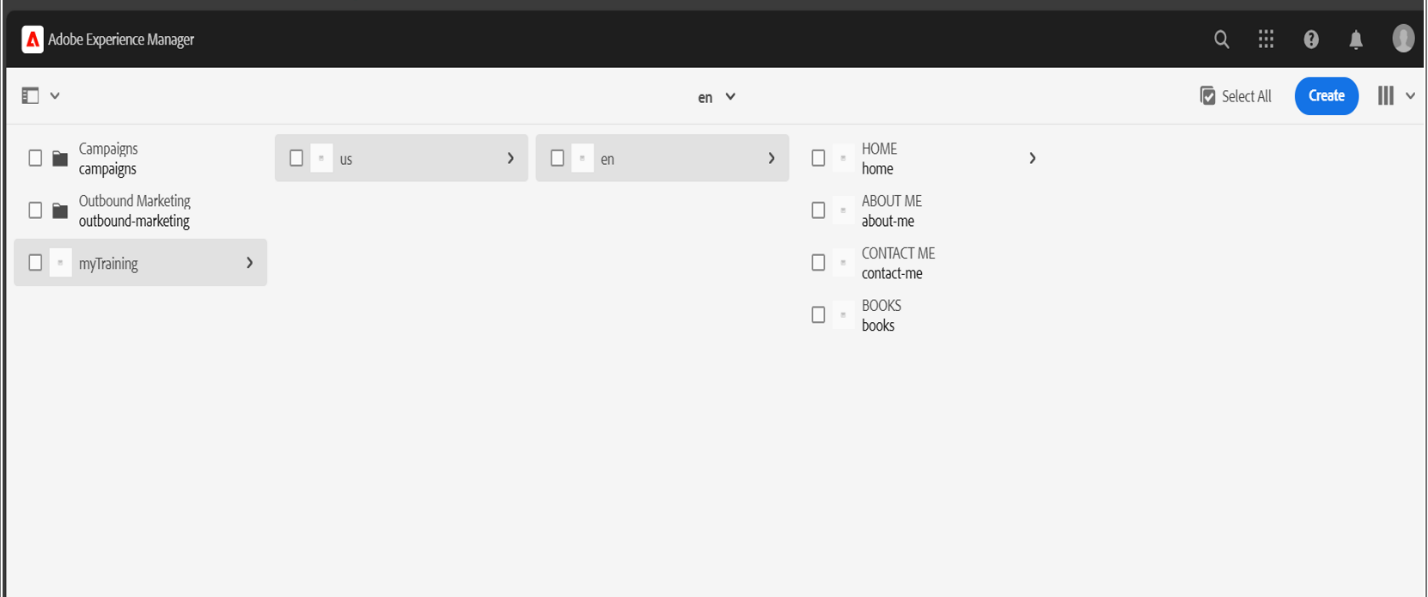 Adobe Experience Manager
en
Select All
Create
Campaigns
campaigns
Outbound Marketing
outbound-marketing
myTraining
us
en
HOME
home
ABOUT ME
about-me
CONTACT ME
contact-me
BOOKS
books